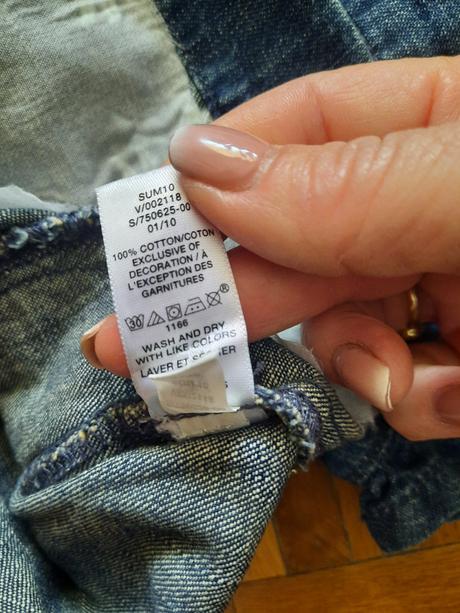 SUM10
V/002118
S/750625-00
01/10
100% COTTON/COTON
EXCLUSIVE OF
DECORATION / À
L'EXCEPTION DES
GARNITURES
30
®
1166
WASH AND DRY
WITH LIKE COLORS
LAVER ET